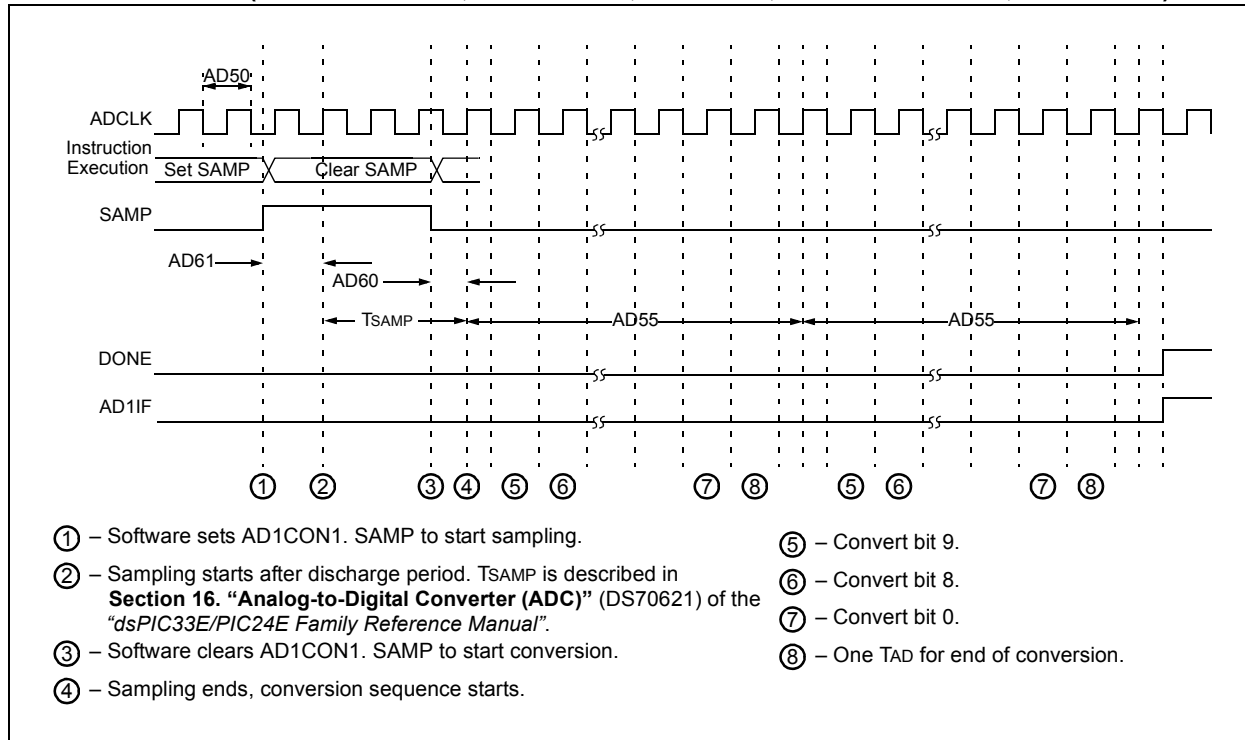 AD50
ADCLK
Instruction
Execution
Set SAMP
Clear SAMP
SAMP
AD61
AD60
TSAMP
AD55
AD55
DONE
AD1IF
① ② ③ ④ ⑤ ⑥ ⑦ ⑧ ⑤ ⑥ ⑦ ⑧
① – Software sets AD1CON1. SAMP to start sampling.
② – Sampling starts after discharge period. TSAMP is described in
Section 16. “Analog-to-Digital Converter (ADC)” (DS70621) of the
“dsPIC33E/PIC24E Family Reference Manual”.
③ – Software clears AD1CON1. SAMP to start conversion.
④ – Sampling ends, conversion sequence starts.
⑤ – Convert bit 9.
⑥ – Convert bit 8.
⑦ – Convert bit 0.
⑧ – One TAD for end of conversion.